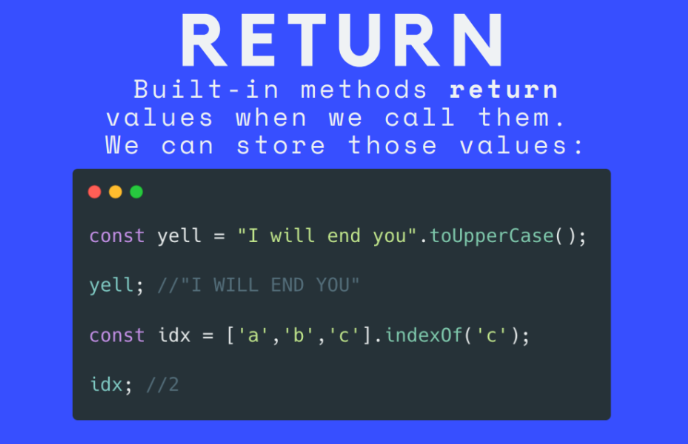 RETURN
Built-in methods return
values when we call them.
We can store those values:
const yell = "I will end you".toUpperCase();
yell; //"I WILL END YOU"
const idx = ['a','b','c'].indexOf('c');
idx; //2